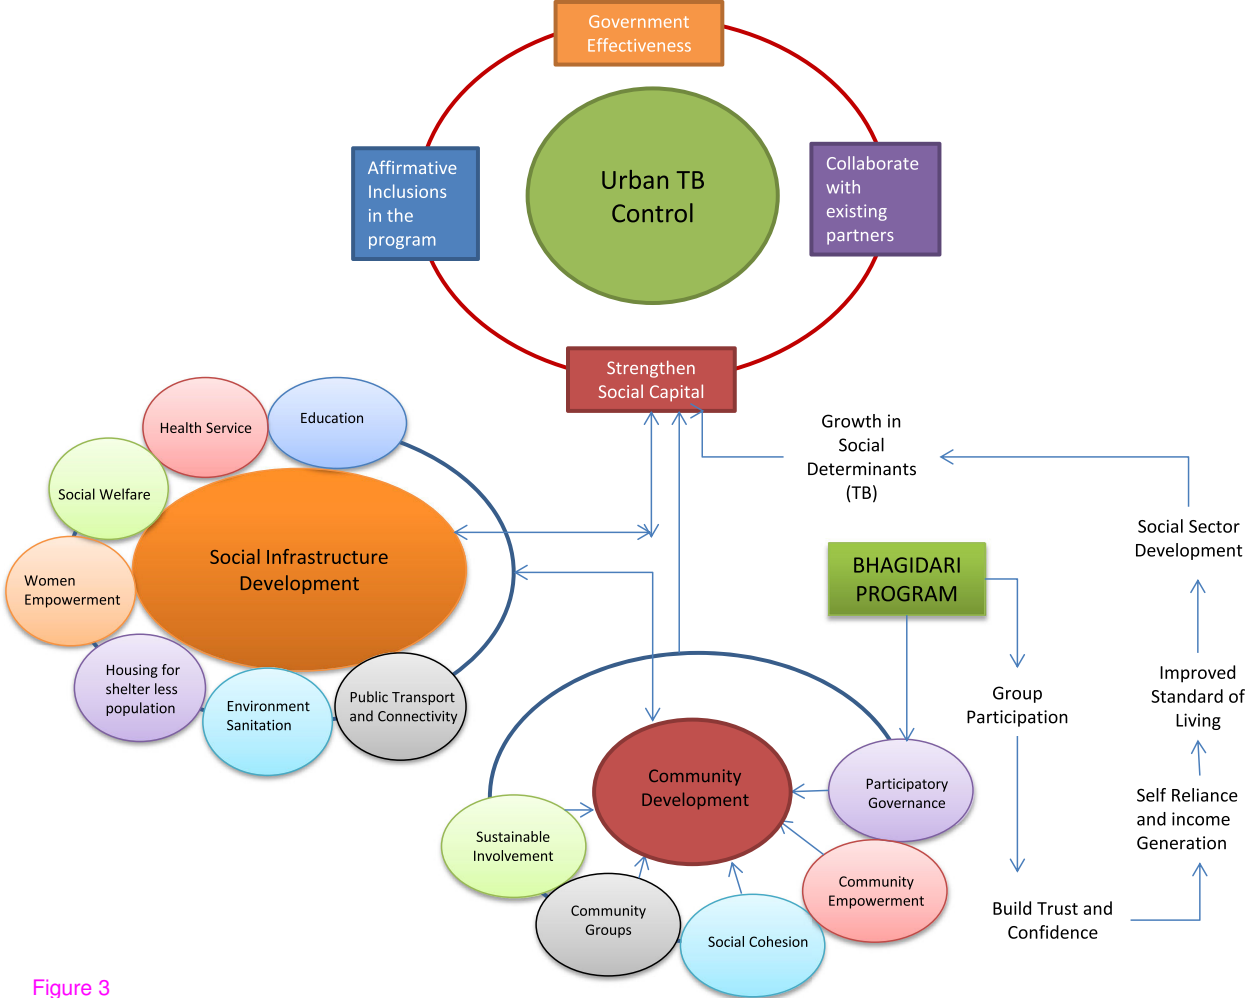 Government
Effectiveness
Affirmative
Inclusions
in the
program
Urban TB
Control
Collaborate
with
existing
partners
Strengthen
Social Capital
Health Service
Education
Social Welfare
Women
Empowerment
Housing for
shelter less
population
Environment
Sanitation
Public Transport
and Connectivity
Social Infrastructure
Development
Growth in
Social
Determinants
(TB)
Social Sector
Development
BHAGIDARI
PROGRAM
Group
Participation
Improved
Standard of
Living
Self Reliance
and income
Generation
Build Trust and
Confidence
Community
Development
Participatory
Governance
Sustainable
Involvement
Community
Empowerment
Community
Groups
Social Cohesion
Figure 3